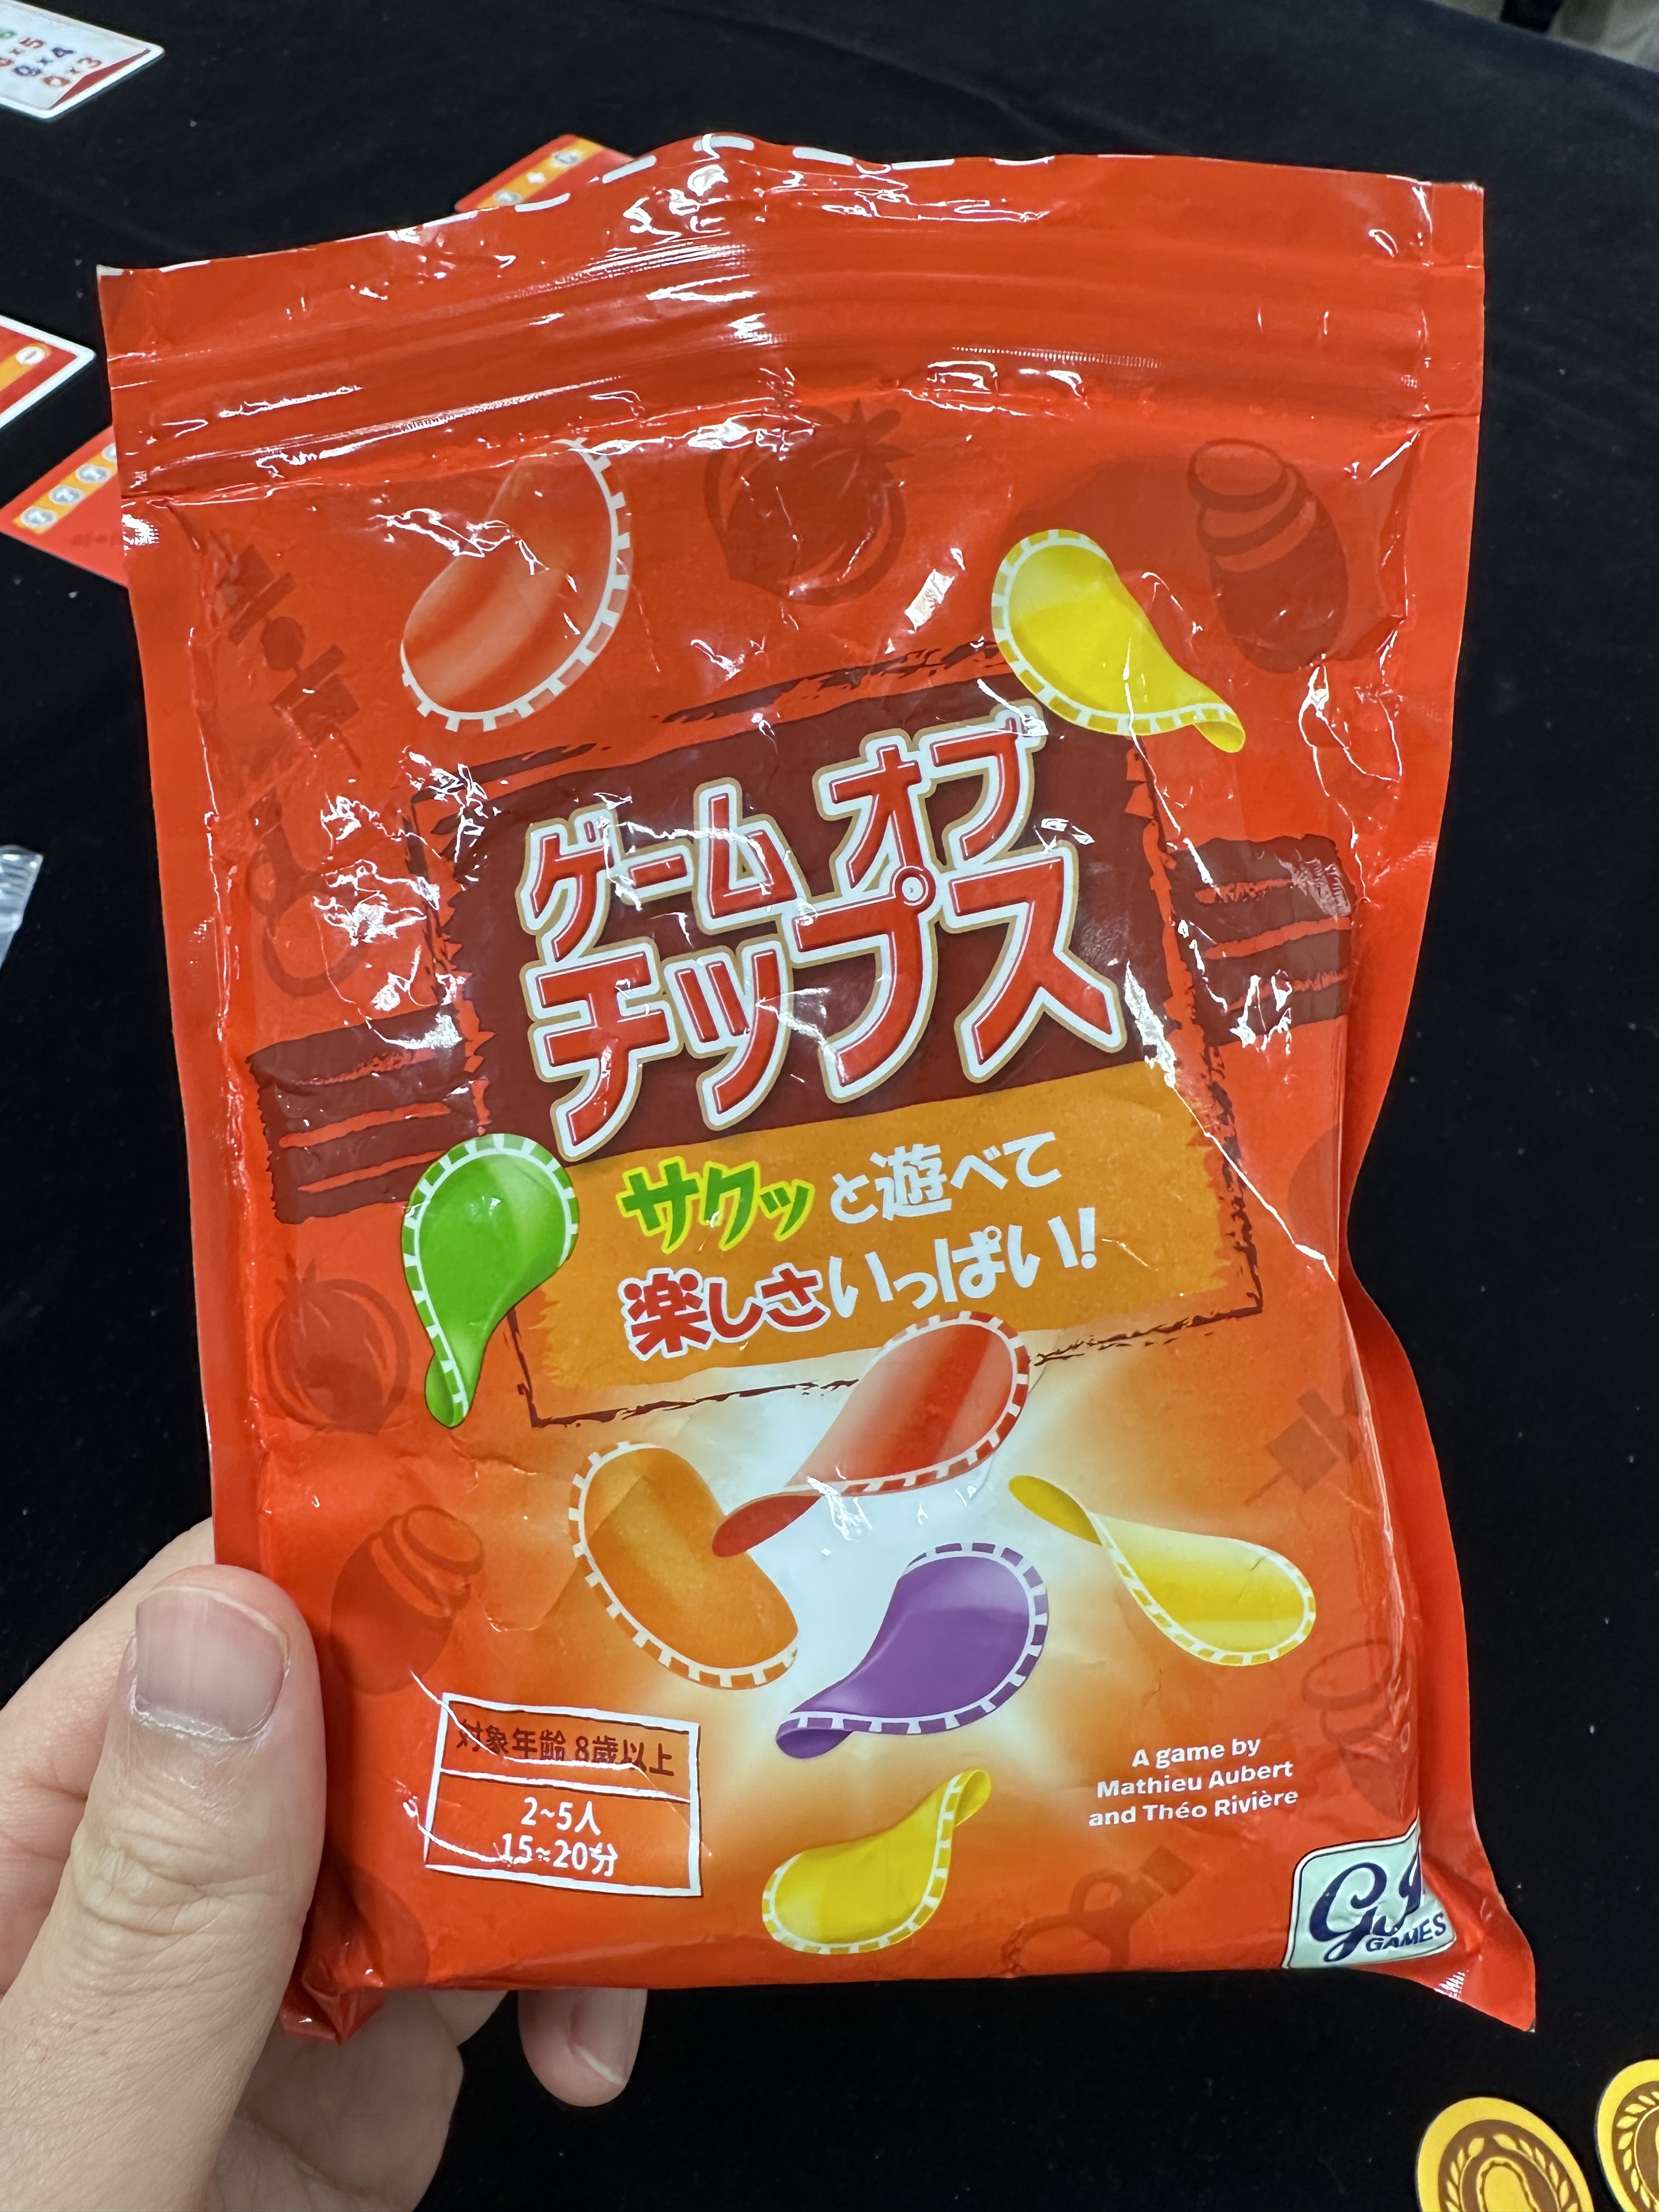 ゲーム オブ
チップス
サクッと遊べて
楽しさいっぱい!
対象年齢 8歳以上
2~5人
15~20分
A game by
Mathieu Aubert
and Théo Rivière
GAMES